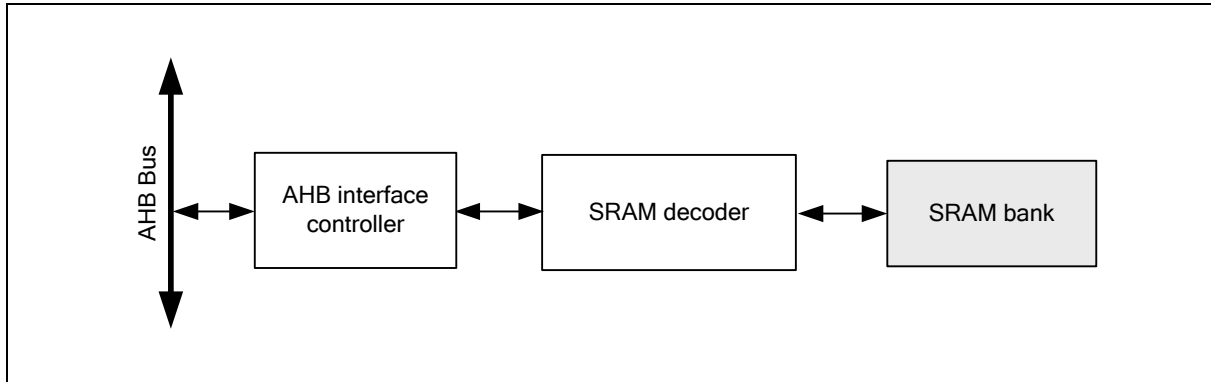 AHB Bus
AHB interface
controller
SRAM decoder
SRAM bank